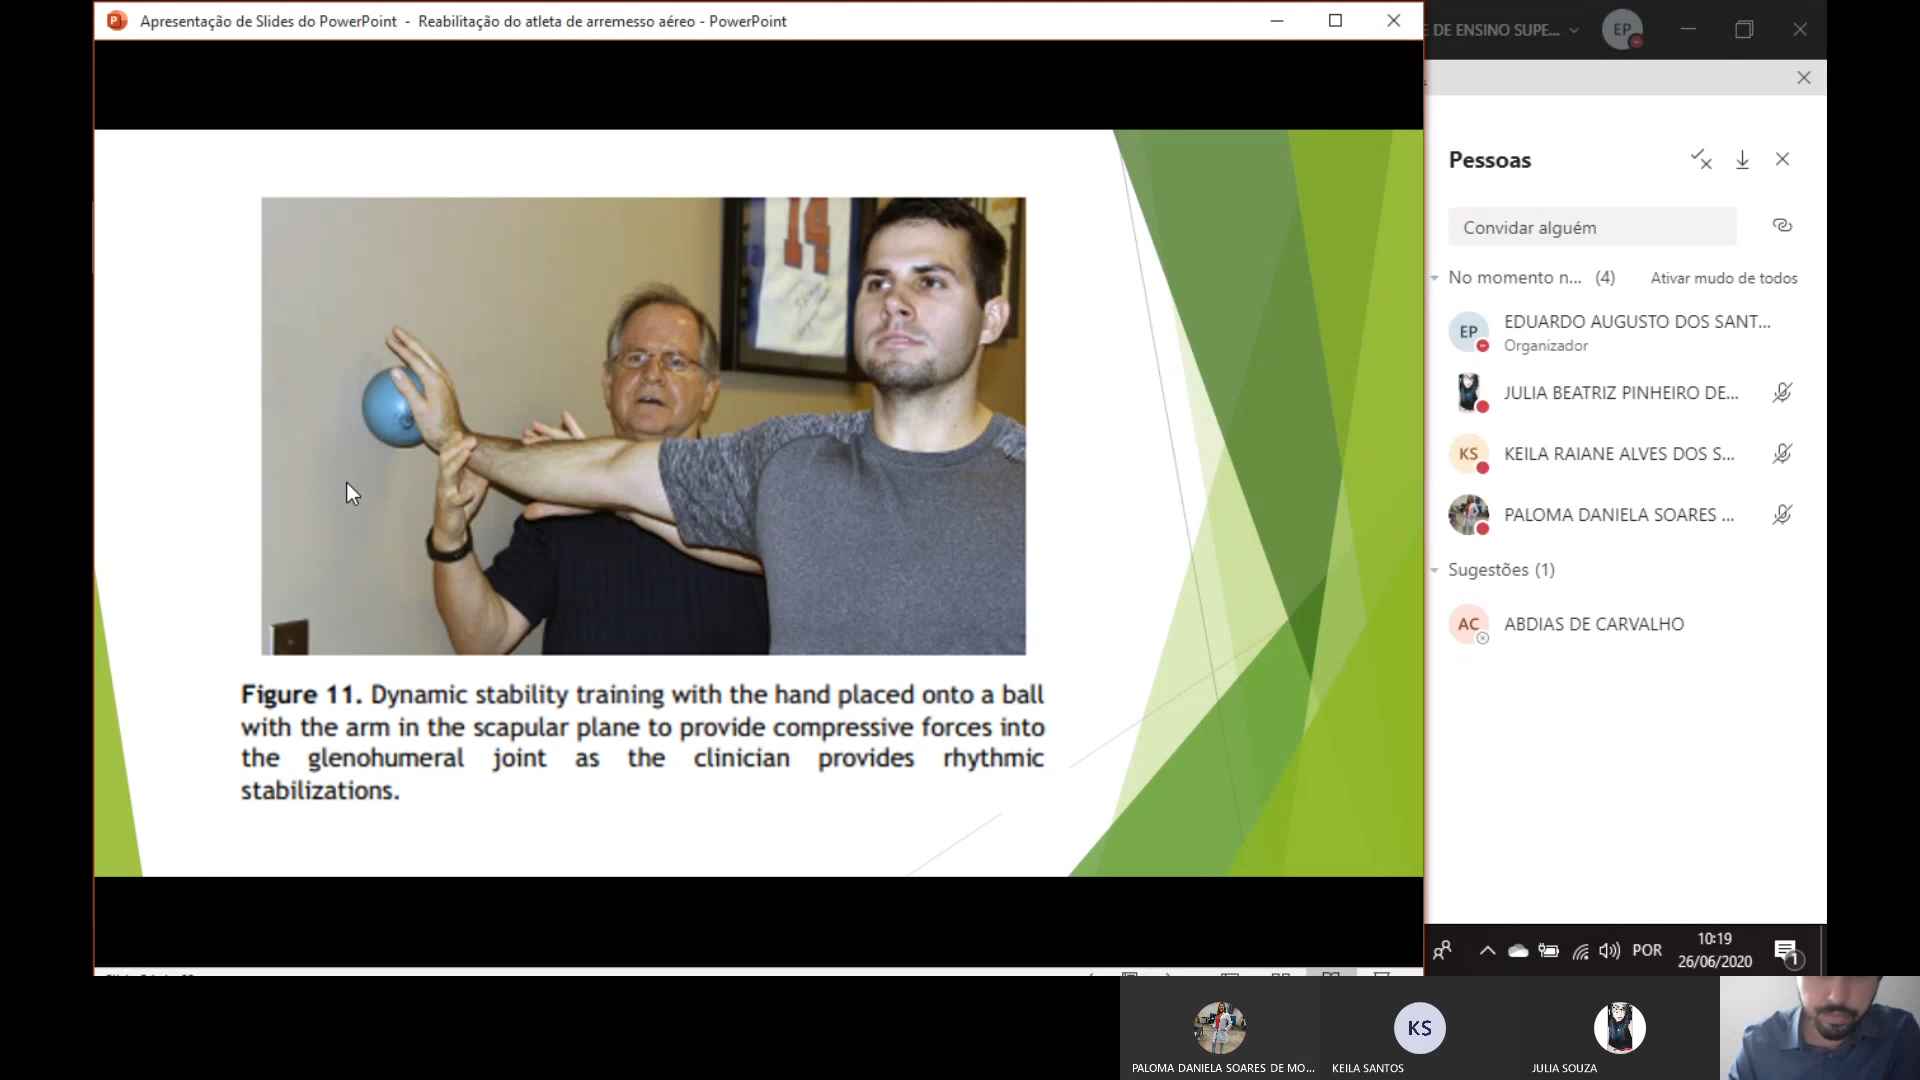 Apresentação de Slides do PowerPoint - Reabilitação do atleta de arremesso aéreo - PowerPoint
E DE ENSINO SUPE...
EP
14
Figure 11. Dynamic stability training with the hand placed onto a ball
with the arm in the scapular plane to provide compressive forces into
the glenohumeral joint as the clinician provides rhythmic
stabilizations.
Pessoas
Convidar alguém
No momento n... (4)
Ativar mudo de todos
EP
EDUARDO AUGUSTO DOS SANT...
Organizador
JULIA BEATRIZ PINHEIRO DE...
KS
KEILA RAIANE ALVES DOS S...
PALOMA DANIELA SOARES ...
Sugestões (1)
AC
ABDIAS DE CARVALHO
POR
10:19
26/06/2020
1
KS
PALOMA DANIELA SOARES DE MO...
KEILA SANTOS
JULIA SOUZA